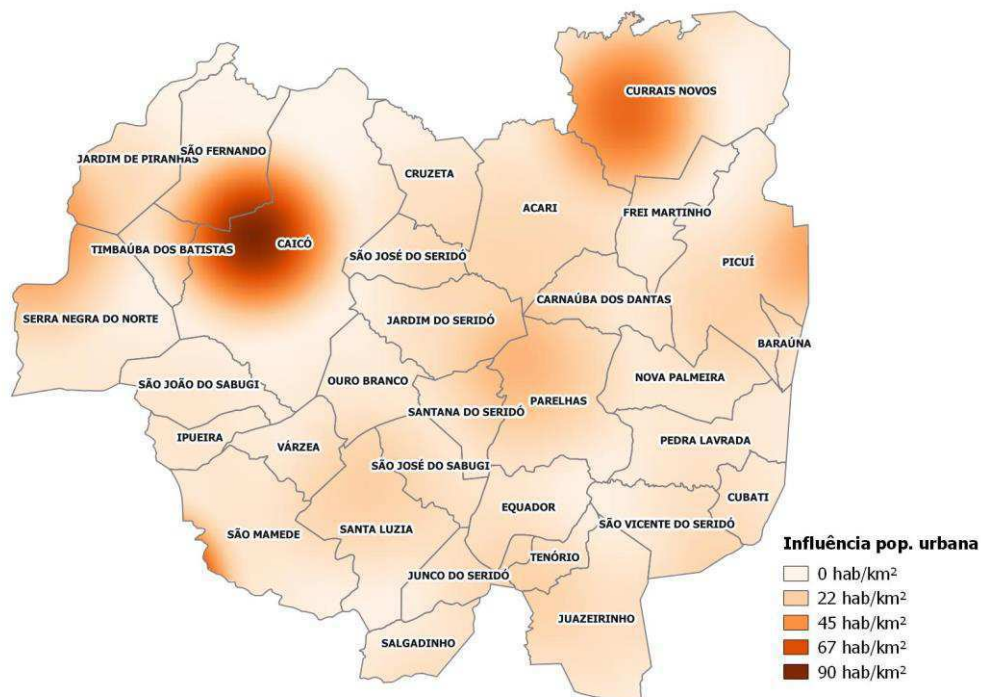 CURRAIS NOVOS
SÃO FERNANDO
JARDIM DE PIRANHAS
CRUZETA
ACARI
FREI MARTINHO
TIMBAÚBA DOS BATISTAS
CAICÓ
SÃO JOSÉ DO SERIDÓ
PICUÍ
CARNAÚBA DOS DANTAS
SERRA NEGRA DO NORTE
JARDIM DO SERIDÓ
BARAÚNA
SÃO JOÃO DO SABUGI
OURO BRANCO
NOVA PALMEIRA
PARELHAS
SANTANA DO SERIDÓ
IPUEIRA
VÁRZEA
PEDRA LAVRADA
SÃO JOSÉ DO SABUGI
CUBATI
EQUADOR
SÃO VICENTE DO SERIDÓ
SÃO MAMEDE
SANTA LUZIA
TENÓRIO
JUNCO DO SERIDÓ
JUAZEIRINHO
SALGADINHO
Influência pop. urbana
0 hab/km²
22 hab/km²
45 hab/km²
67 hab/km²
90 hab/km²